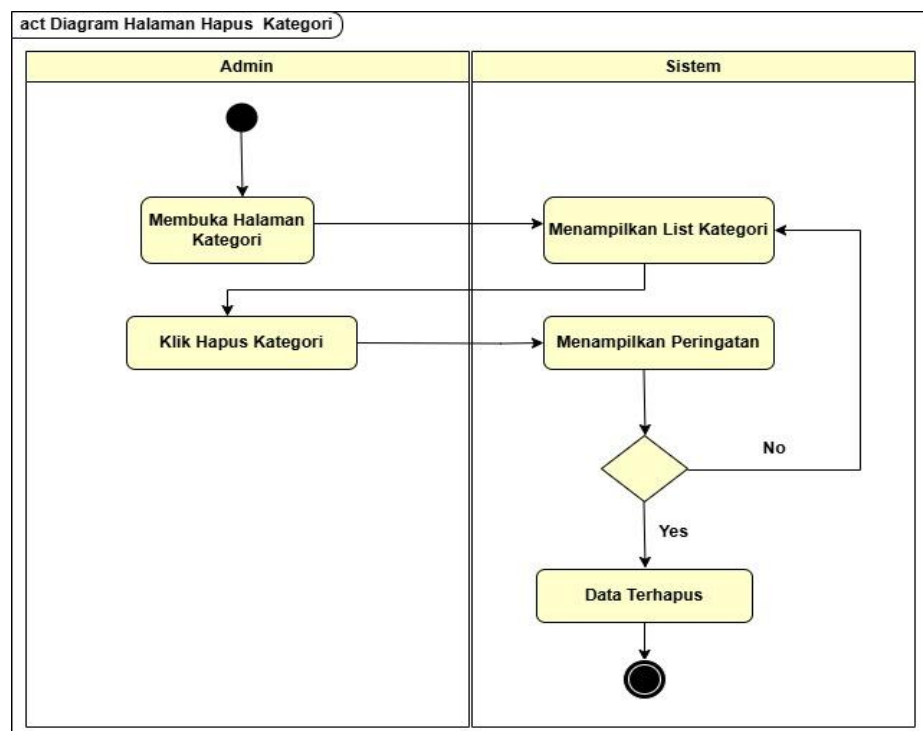 act Diagram Halaman Hapus  Kategori
Admin
Sistem
Membuka Halaman
Kategori
Menampilkan List Kategori
Klik Hapus Kategori
Menampilkan Peringatan
No
Yes
Data Terhapus